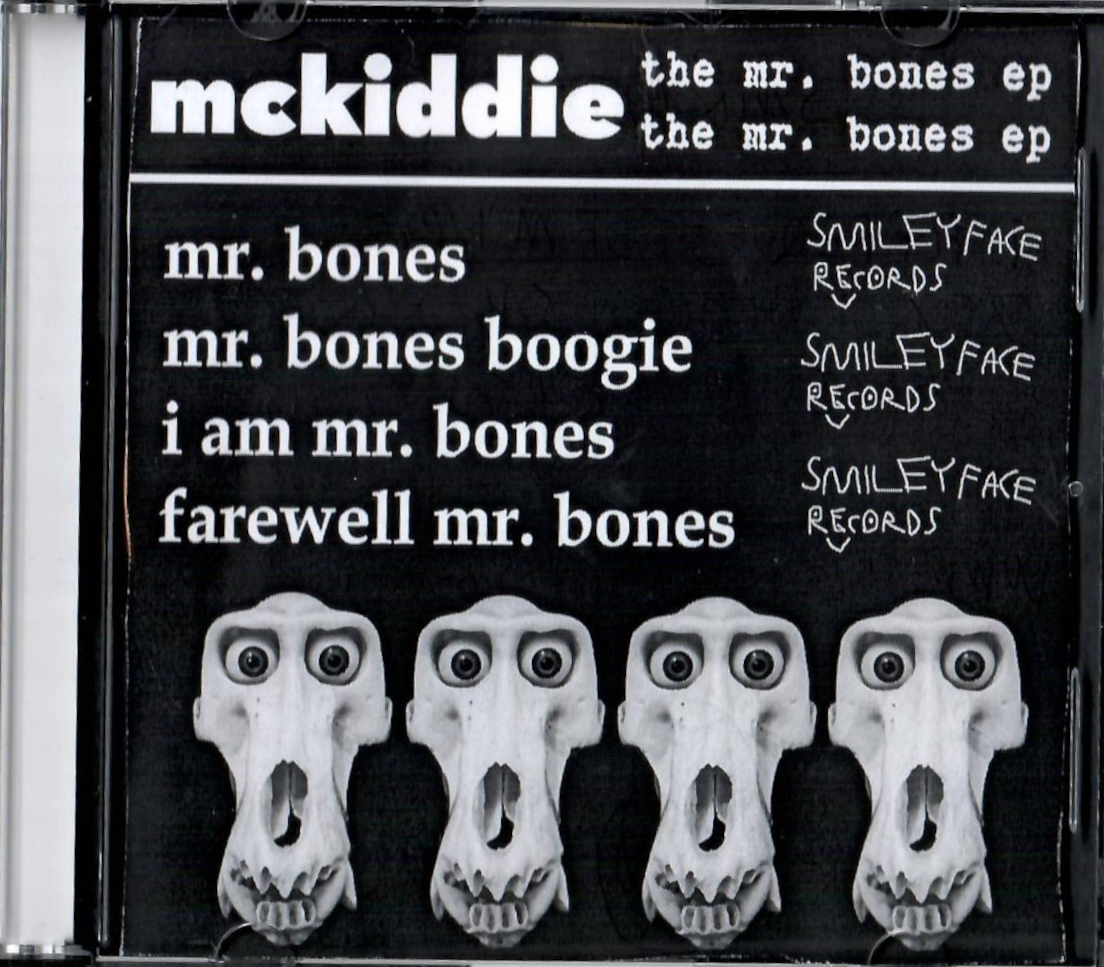 mckiddie
the mr. bones ep
the mr. bones ep
mr. bones
mr. bones boogie
i am mr. bones
farewell mr. bones
SMILEYFACE
RECORDS
SMILEYFACE
RECORDS
SMILEYFACE
RECORDS